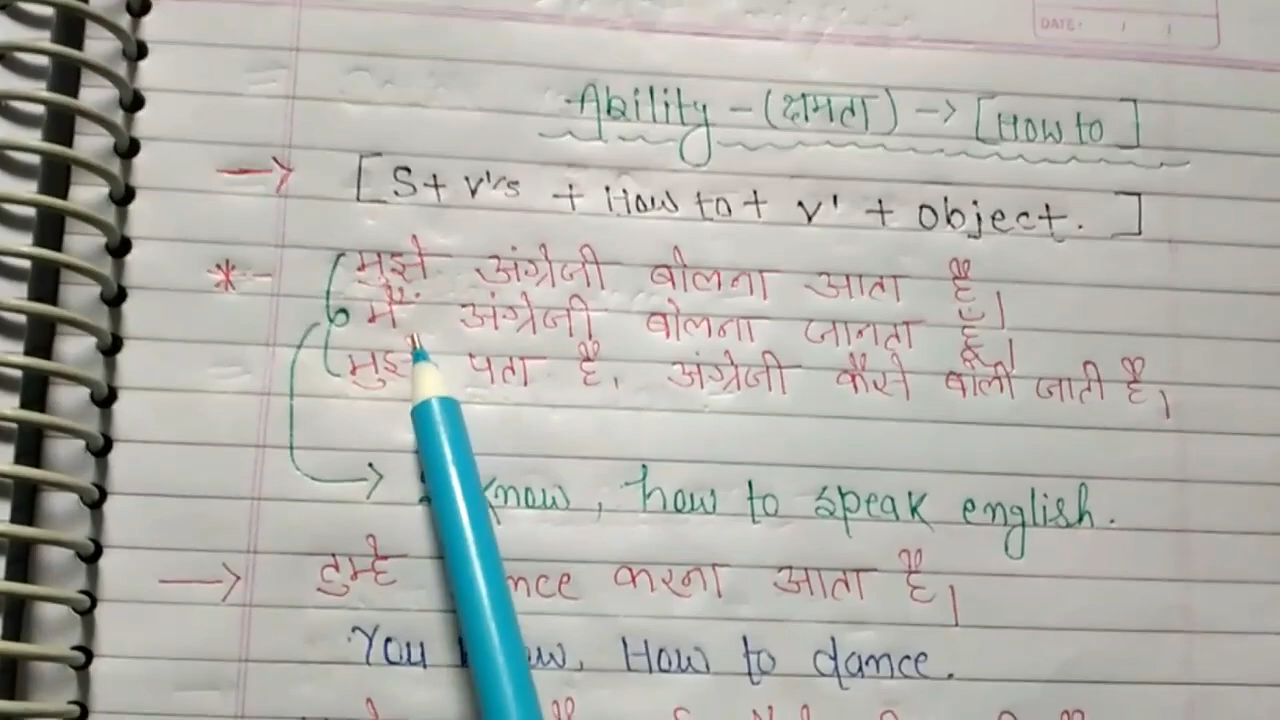 DATE: / /
Ability - (क्षमता) -> [How to]
→ [S + v's + How to + v' + object.]
*- मुझे अंग्रेजी बोलना आता है।
मैं अंग्रेजी बोलना जानता हूँ।
मुझे पता है, अंग्रेजी कैसे बोली जाती है।
→ know, how to speak english.
→ तुम्हे nce करना आता है।
You w, How to dance.